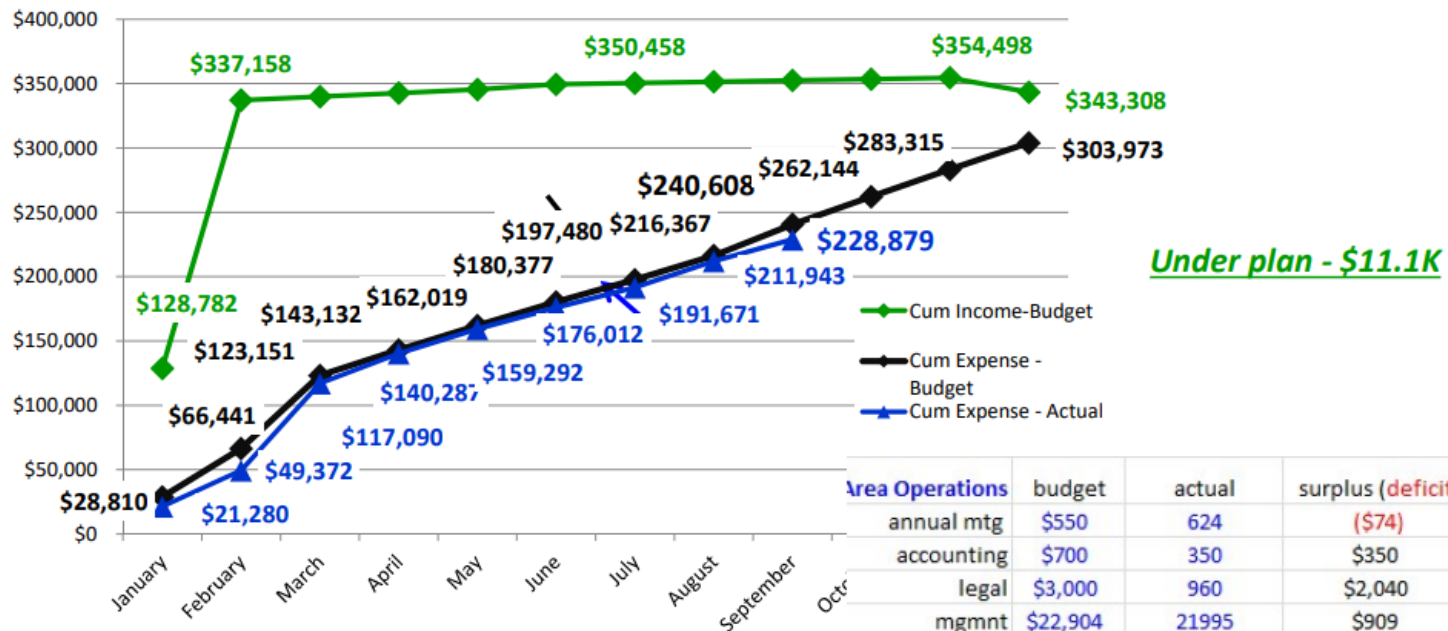 $400,000
$350,000
$300,000
$250,000
$200,000
$150,000
$100,000
$50,000
$0
$337,158
$350,458
$354,498
$343,308
$128,782
$28,810
$66,441
$123,151
$143,132
$162,019
$180,377
$197,480
$216,367
$240,608
$262,144
$283,315
$303,973
$21,280
$49,372
$117,090
$140,287
$159,292
$176,012
$191,671
$211,943
$228,879
January
February
March
April
May
June
July
August
September
Under plan - $11.1K
Cum Income-Budget
Cum Expense -
Budget
Cum Expense - Actual
Area Operations budget actual surplus (deficit
annual mtg $550 624 ($74)
accounting $700 350 $350
legal $3,000 960 $2,040
mgmnt $22,904 21995 $909